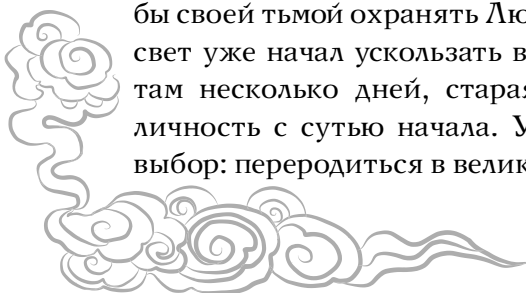 бы своей тьмой охранять Лю
свет уже начал ускользать в
там несколько дней, стара
личность с сутью начала. У
выбор: переродиться в велик